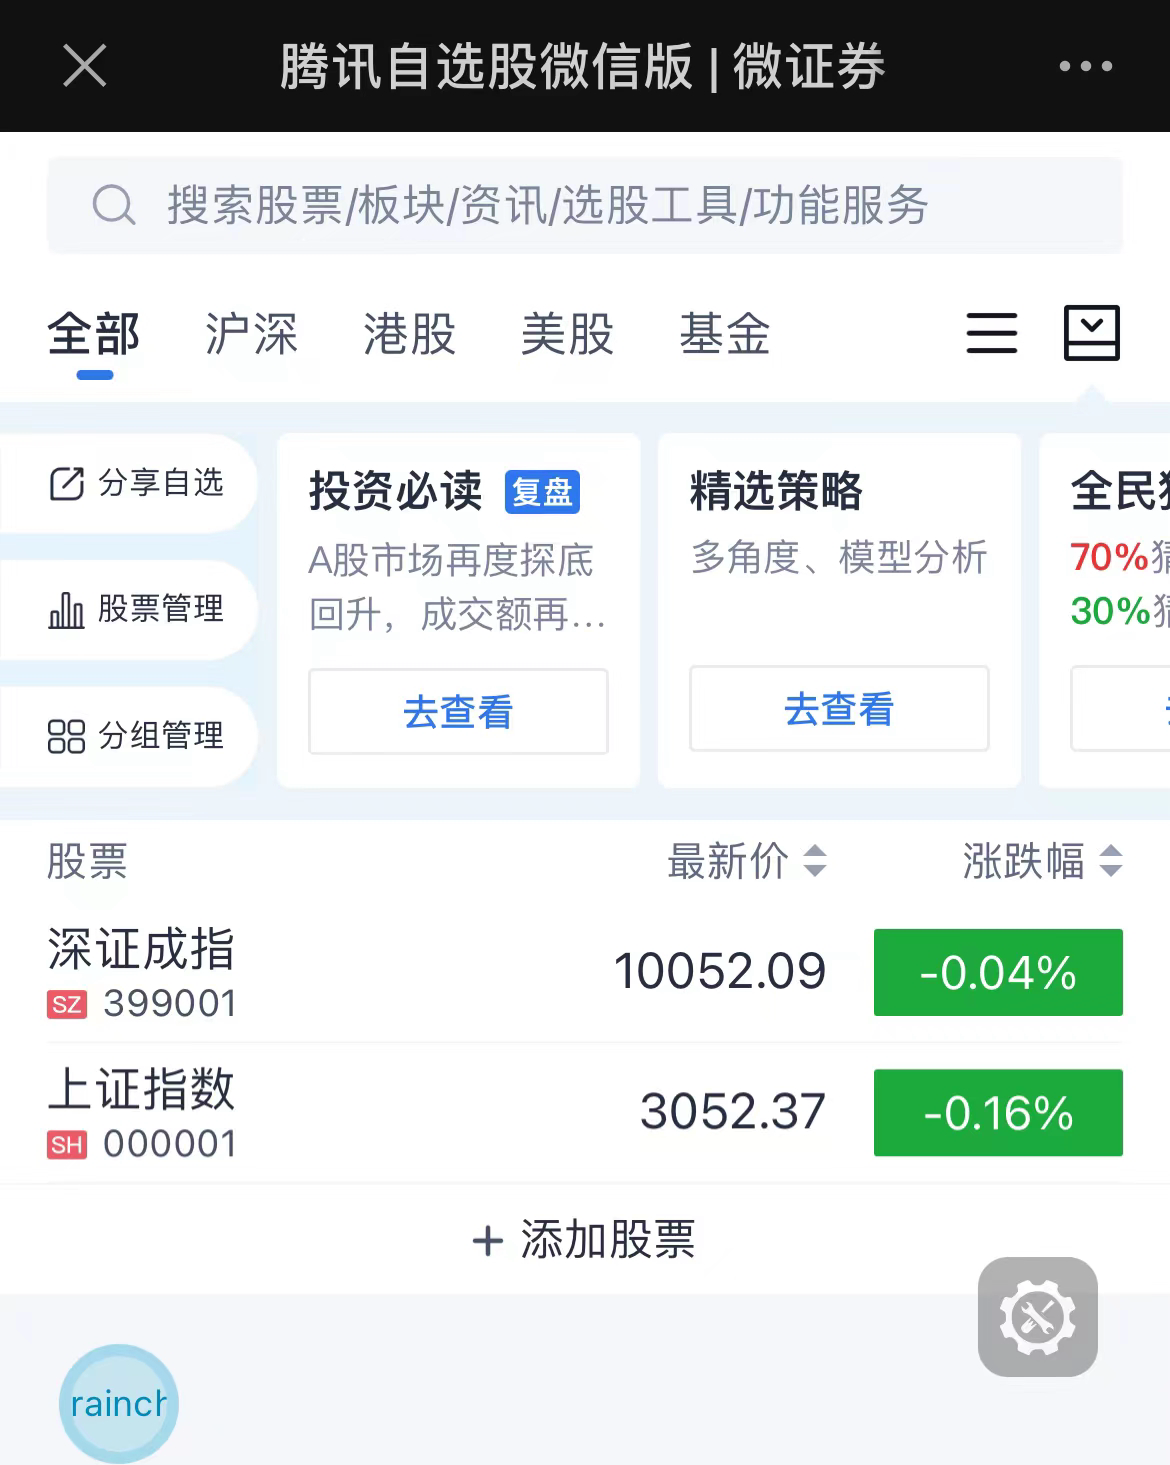 腾讯自选股微信版 | 微证券
搜索股票/板块/资讯/选股工具/功能服务
全部 沪深 港股 美股 基金
分享自选
股票管理
分组管理
投资必读 复盘
A股市场再度探底
回升，成交额再...
去查看
精选策略
多角度、模型分析
去查看
全民
70%
30%
股票 最新价 涨跌幅
深证成指 10052.09 -0.04%
SZ 399001
上证指数 3052.37 -0.16%
SH 000001
+ 添加股票
rainch